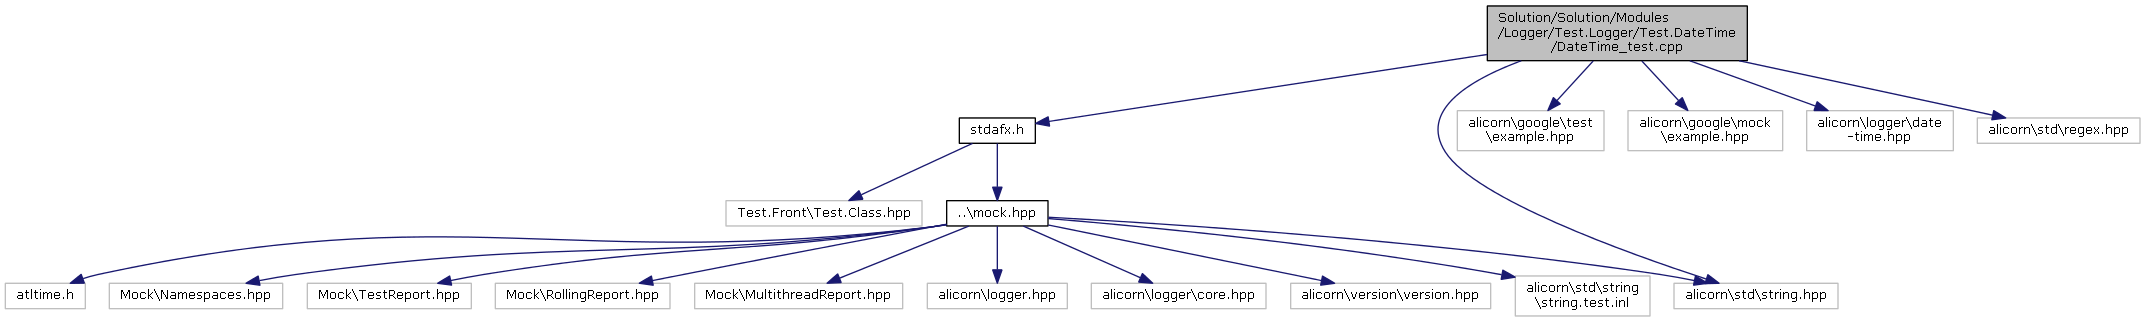 Solution/Solution/Modules
/Logger/Test.Logger/Test.DateTime
/DateTime_test.cpp
stdafx.h
alicorn\google\test
\example.hpp
alicorn\google\mock
\example.hpp
alicorn\logger\date
-time.hpp
alicorn\std\regex.hpp
Test.Front\Test.Class.hpp
..\mock.hpp
atltime.h
Mock\Namespaces.hpp
Mock\TestReport.hpp
Mock\RollingReport.hpp
Mock\MultithreadReport.hpp
alicorn\logger.hpp
alicorn\logger\core.hpp
alicorn\version\version.hpp
alicorn\std\string
\string.test.inl
alicorn\std\string.hpp